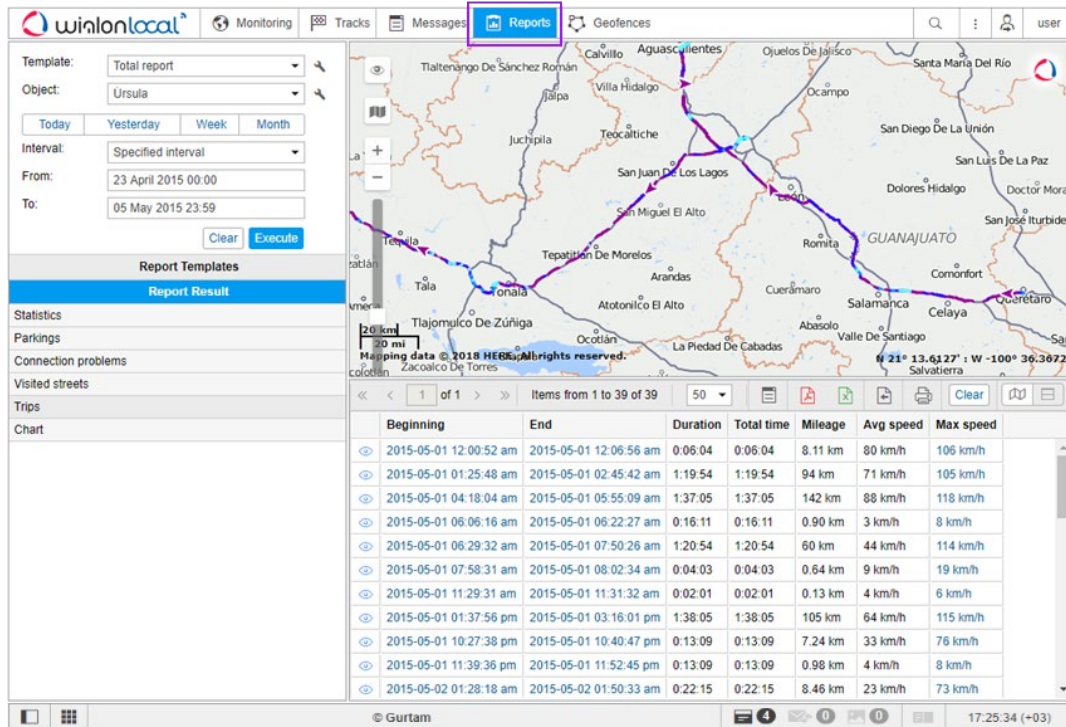 wialon local
Monitoring
Tracks
Messages
Reports
Geofences
user
Template:
Total report
Object:
Úrsula
Today
Yesterday
Week
Month
Interval:
Specified interval
From:
23 April 2015 00:00
To:
05 May 2015 23:59
Clear
Execute
Report Templates
Report Result
Statistics
Parkings
Connection problems
Visited streets
Trips
Chart
Calvillo
Aguascalientes
Ojuelos De Jalisco
Santa María Del Río
Tlaltenango De Sánchez Román
Jalpa
Villa Hidalgo
Ocampo
Juchipila
Teocaltiche
San Diego De La Unión
San Juan De Los Lagos
San Luis De La Paz
León
Dolores Hidalgo
Doctor Mora
San Miguel El Alto
San José Iturbide
Tequila
Romita
GUANAJUATO
Tepatitlán De Morelos
Tala
Tonalá
Arandas
Comonfort
Cuerámaro
Querétaro
Atotonilco El Alto
Salamanca
Celaya
Tlajomulco De Zúñiga
Abasolo
Valle De Santiago
20 km
20 mi
Ocotlán
La Piedad De Cabadas
Mapping data © 2018 HERE, All rights reserved.
N 21° 13.6127' : W -100° 36.3672
Zacoalco De Torres
Salvatierra
1 of 1
Items from 1 to 39 of 39
50
Clear
Beginning End Duration Total time Mileage Avg speed Max speed
2015-05-01 12:00:52 am 2015-05-01 12:06:56 am 0:06:04 0:06:04 8.11 km 80 km/h 106 km/h
2015-05-01 01:25:48 am 2015-05-01 02:45:42 am 1:19:54 1:19:54 94 km 71 km/h 105 km/h
2015-05-01 04:18:04 am 2015-05-01 05:55:09 am 1:37:05 1:37:05 142 km 88 km/h 118 km/h
2015-05-01 06:06:16 am 2015-05-01 06:22:27 am 0:16:11 0:16:11 0.90 km 3 km/h 8 km/h
2015-05-01 06:29:32 am 2015-05-01 07:50:26 am 1:20:54 1:20:54 60 km 44 km/h 114 km/h
2015-05-01 07:58:31 am 2015-05-01 08:02:34 am 0:04:03 0:04:03 0.64 km 9 km/h 19 km/h
2015-05-01 11:29:31 am 2015-05-01 11:31:32 am 0:02:01 0:02:01 0.13 km 4 km/h 6 km/h
2015-05-01 01:37:56 pm 2015-05-01 03:16:01 pm 1:38:05 1:38:05 105 km 64 km/h 115 km/h
2015-05-01 10:27:38 pm 2015-05-01 10:40:47 pm 0:13:09 0:13:09 7.24 km 33 km/h 76 km/h
2015-05-01 11:39:36 pm 2015-05-01 11:52:45 pm 0:13:09 0:13:09 0.98 km 4 km/h 8 km/h
2015-05-02 01:28:18 am 2015-05-02 01:50:33 am 0:22:15 0:22:15 8.46 km 23 km/h 73 km/h
© Gurtam
4
0
0
17:25:34 (+03)